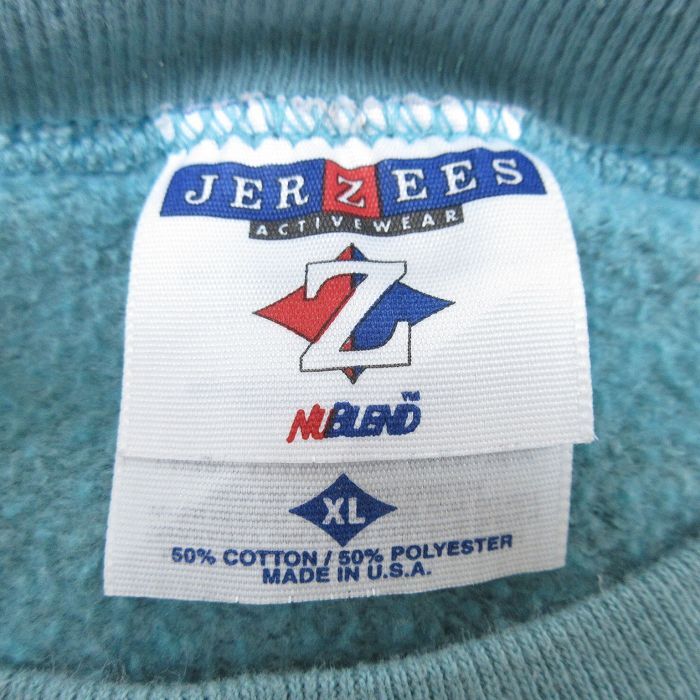 JERZEES
ACTIVEWEAR
Z
NUBLEND™
XL
50% COTTON / 50% POLYESTER
MADE IN U.S.A.